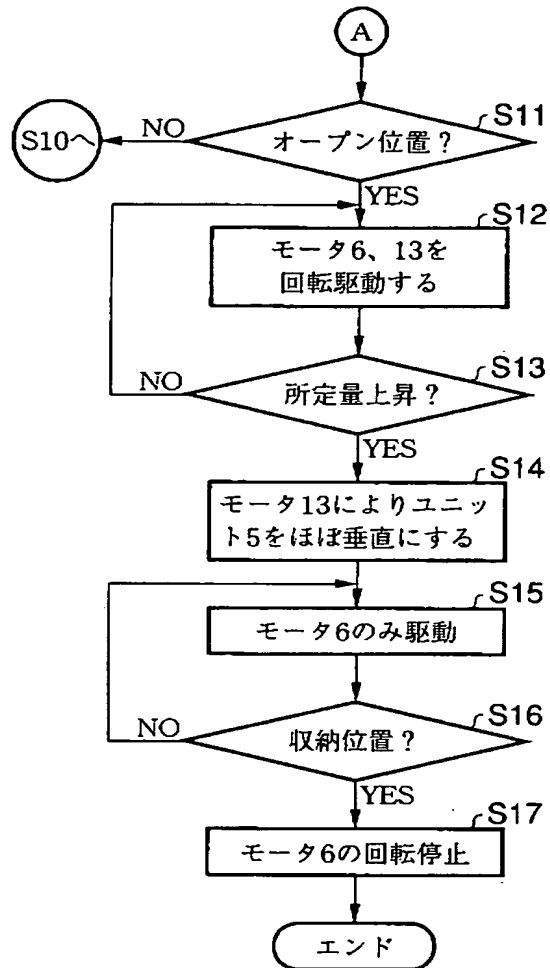 A
S11
オープン位置?
NO
S10へ
YES
S12
モータ6、13を
回転駆動する
S13
所定量上昇?
NO
YES
S14
モータ13によりユニッ
ト5をほぼ垂直にする
S15
モータ6のみ駆動
S16
収納位置?
NO
YES
S17
モータ6の回転停止
エンド